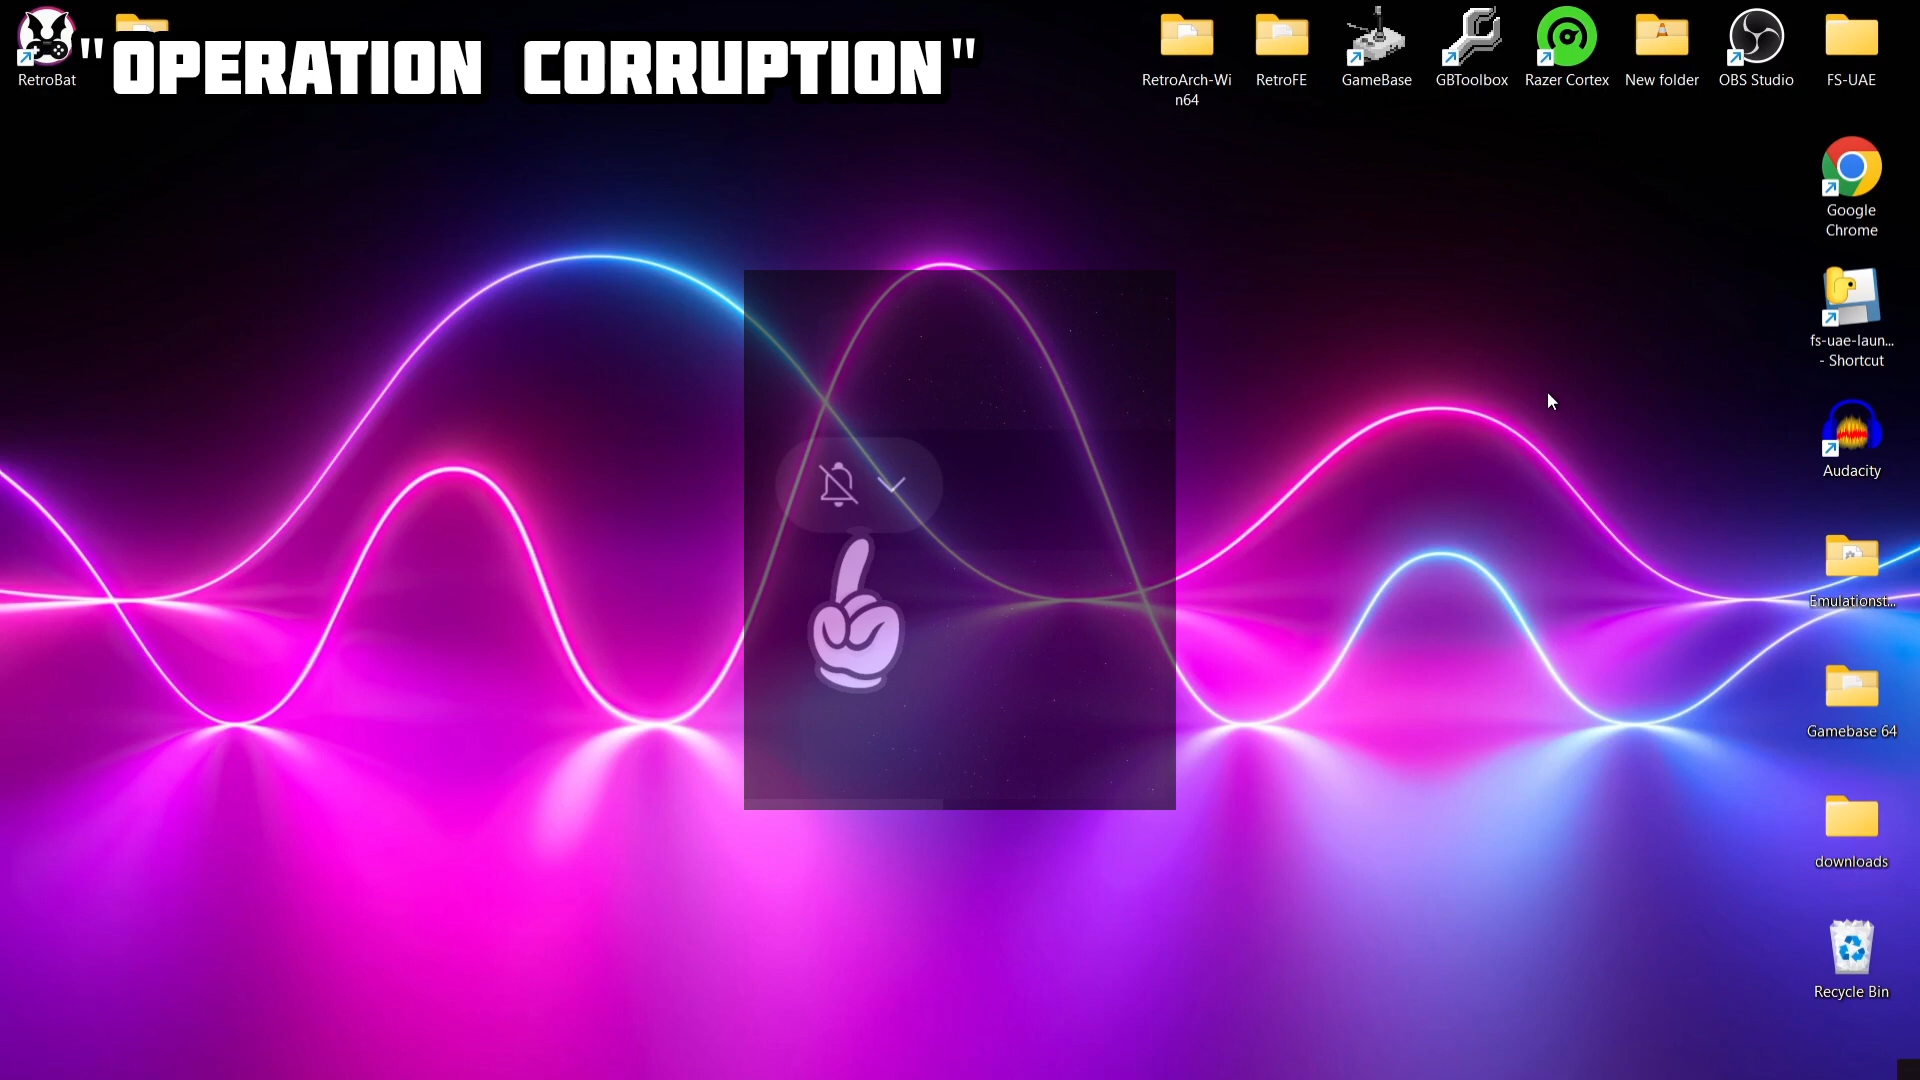 "OPERATION CORRUPTION"
RetroBat
RetroArch-Wi
n64
RetroFE
GameBase
GBToolbox
Razer Cortex
New folder
OBS Studio
FS-UAE
Google
Chrome
fs-uae-laun...
- Shortcut
Audacity
Emulationst...
Gamebase 64
downloads
Recycle Bin